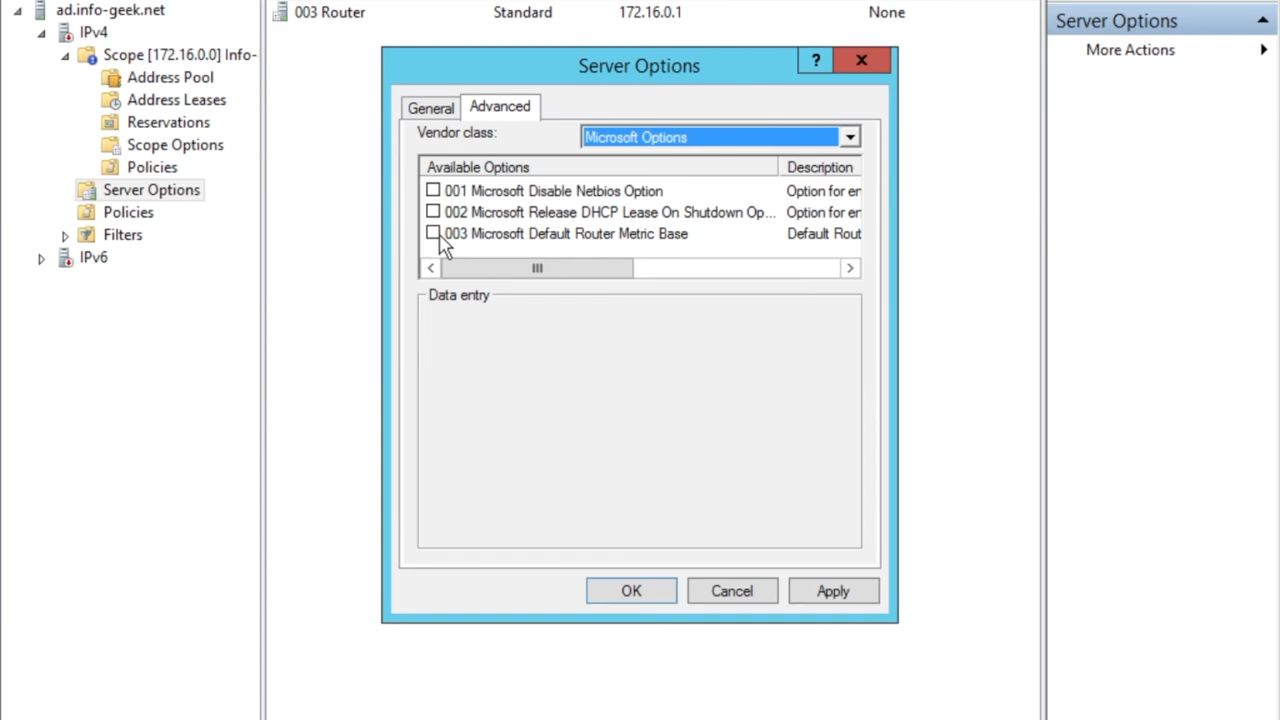 ad.info-geek.net
IPv4
Scope [172.16.0.0] Info-
Address Pool
Address Leases
Reservations
Scope Options
Policies
Server Options
Policies
Filters
IPv6
003 Router Standard 172.16.0.1 None
Server Options
?
General Advanced
Vendor class: Microsoft Options
Available Options Description
001 Microsoft Disable Netbios Option Option for en
002 Microsoft Release DHCP Lease On Shutdown Op... Option for en
003 Microsoft Default Router Metric Base Default Rout
Data entry
OK Cancel Apply
Server Options
More Actions